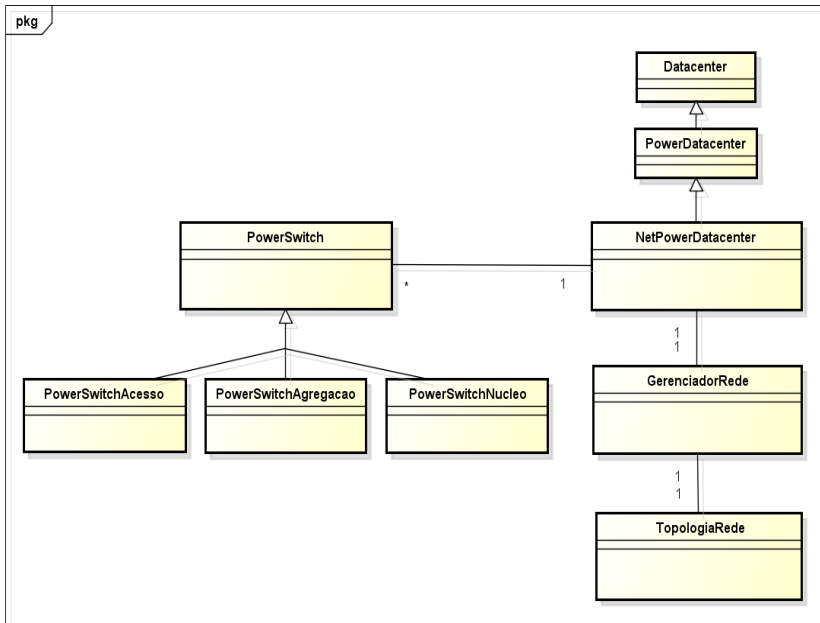 pkg
Datacenter
PowerDatacenter
PowerSwitch
NetPowerDatacenter
*
1
1
1
PowerSwitchAcesso
PowerSwitchAgregacao
PowerSwitchNucleo
GerenciadorRede
1
1
TopologiaRede